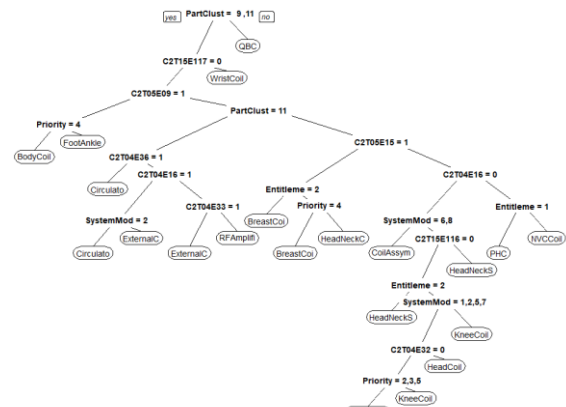 yes PartClust = 9 ,11 no
QBC
C2T15E117 = 0
WristCoil
C2T05E09 = 1
PartClust = 11
Priority = 4
C2T05E15 = 1
FootAnkle
BodyCoil
C2T04E36 = 1
C2T04E16 = 1
C2T04E16 = 0
Circulato
Entitleme = 2
C2T04E33 = 1
Priority = 4
Entitleme = 1
SystemMod = 2
BreastCoi
SystemMod = 6,8
RFAmplifi
HeadNeckC
C2T15E116 = 0
NVCCoil
Circulato
ExternalC
ExternalC
BreastCoi
CoilAssym
PHC
HeadNeckS
Entitleme = 2
SystemMod = 1,2,5,7
HeadNeckS
KneeCoil
C2T04E32 = 0
HeadCoil
Priority = 2,3,5
KneeCoil